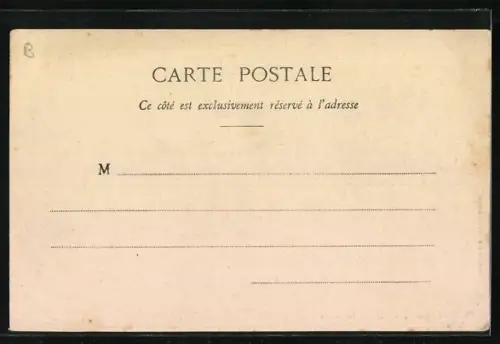 B
CARTE POSTALE
Ce côté est exclusivement réservé à l'adresse
M